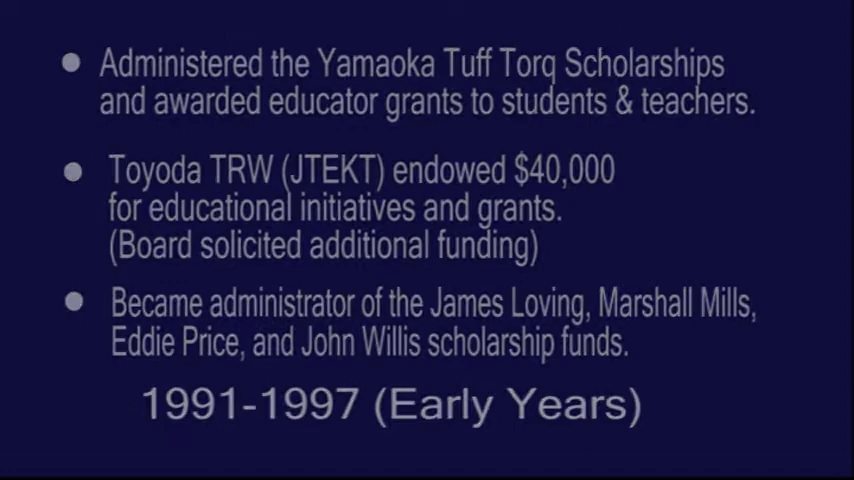 • Administered the Yamaoka Tuff Torq Scholarships
and awarded educator grants to students & teachers.
• Toyoda TRW (JTEKT) endowed $40,000
for educational initiatives and grants.
(Board solicited additional funding)
• Became administrator of the James Loving, Marshall Mills,
Eddie Price, and John Willis scholarship funds.
1991-1997 (Early Years)